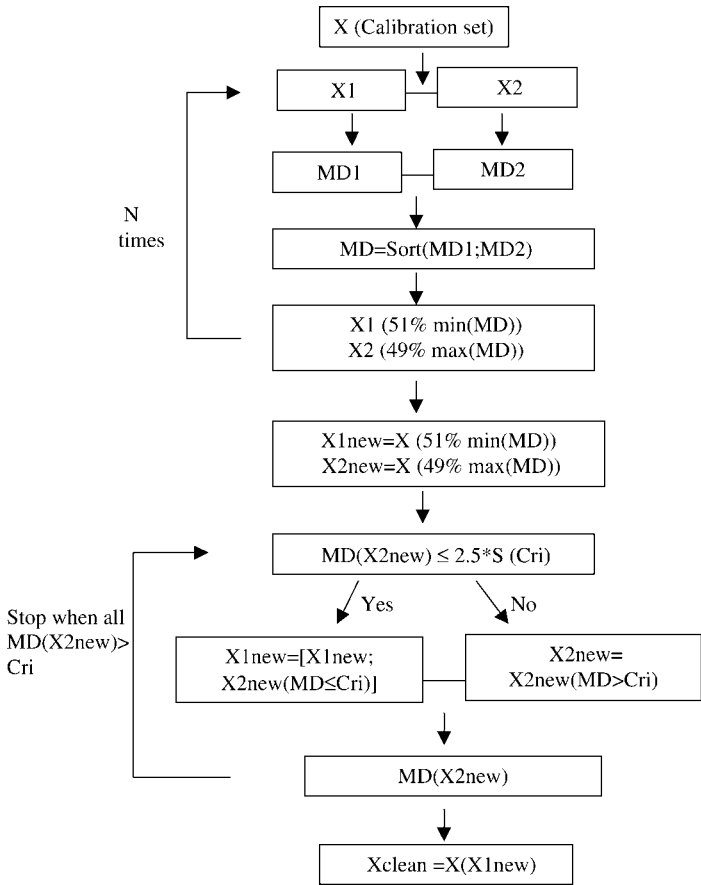 X (Calibration set)
X1
X2
MD1
MD2
N
times
MD=Sort(MD1;MD2)
X1 (51% min(MD))
X2 (49% max(MD))
X1new=X (51% min(MD))
X2new=X (49% max(MD))
MD(X2new) ≤ 2.5*S (Cri)
Yes
No
Stop when all
MD(X2new)>
Cri
X1new=[X1new;
X2new(MD≤Cri)]
X2new=
X2new(MD>Cri)
MD(X2new)
Xclean =X(X1new)